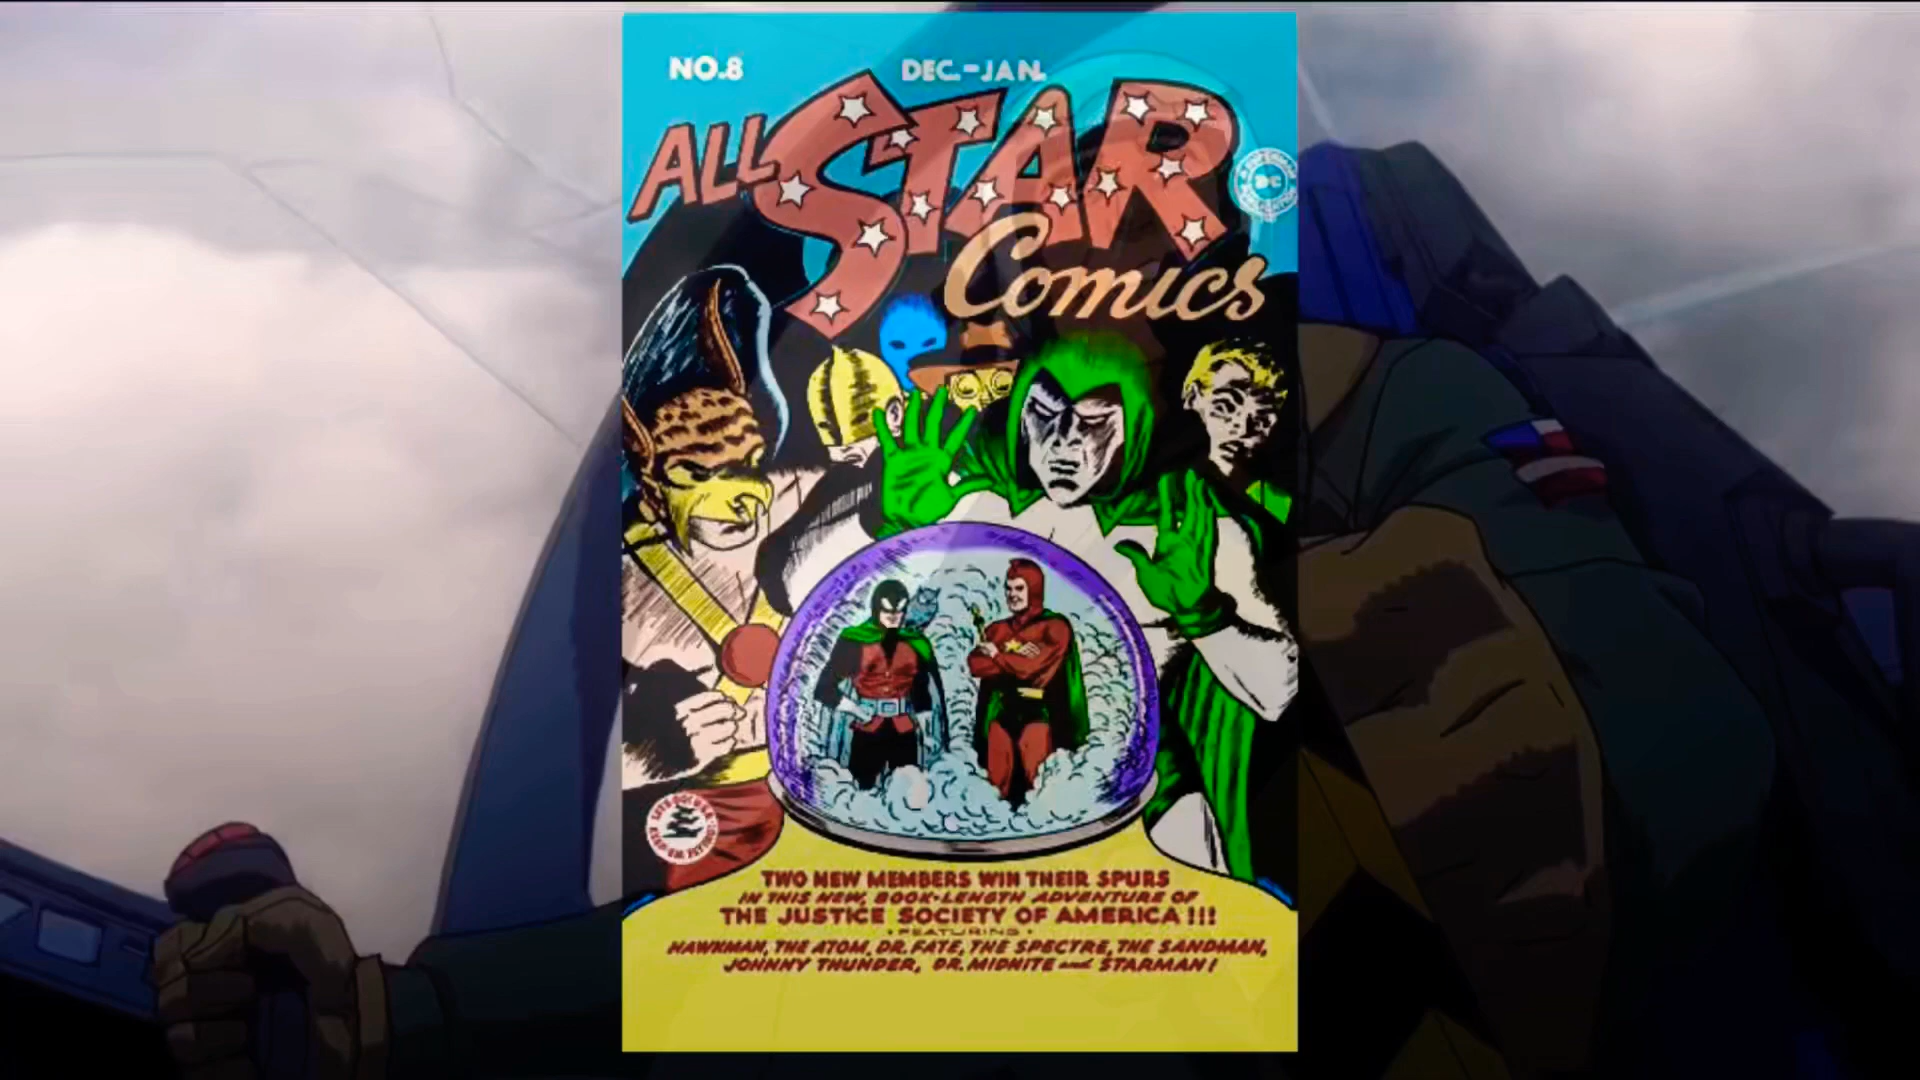 NO.8
DEC.-JAN.
ALL STAR
Comics
DC
TWO NEW MEMBERS WIN THEIR SPURS
IN THIS NEW, BOOK-LENGTH ADVENTURE OF
THE JUSTICE SOCIETY OF AMERICA!!!
• FEATURING •
HAWKMAN, THE ATOM, DR. FATE, THE SPECTRE, THE SANDMAN,
JOHNNY THUNDER, DR. MIDNITE and STARMAN!